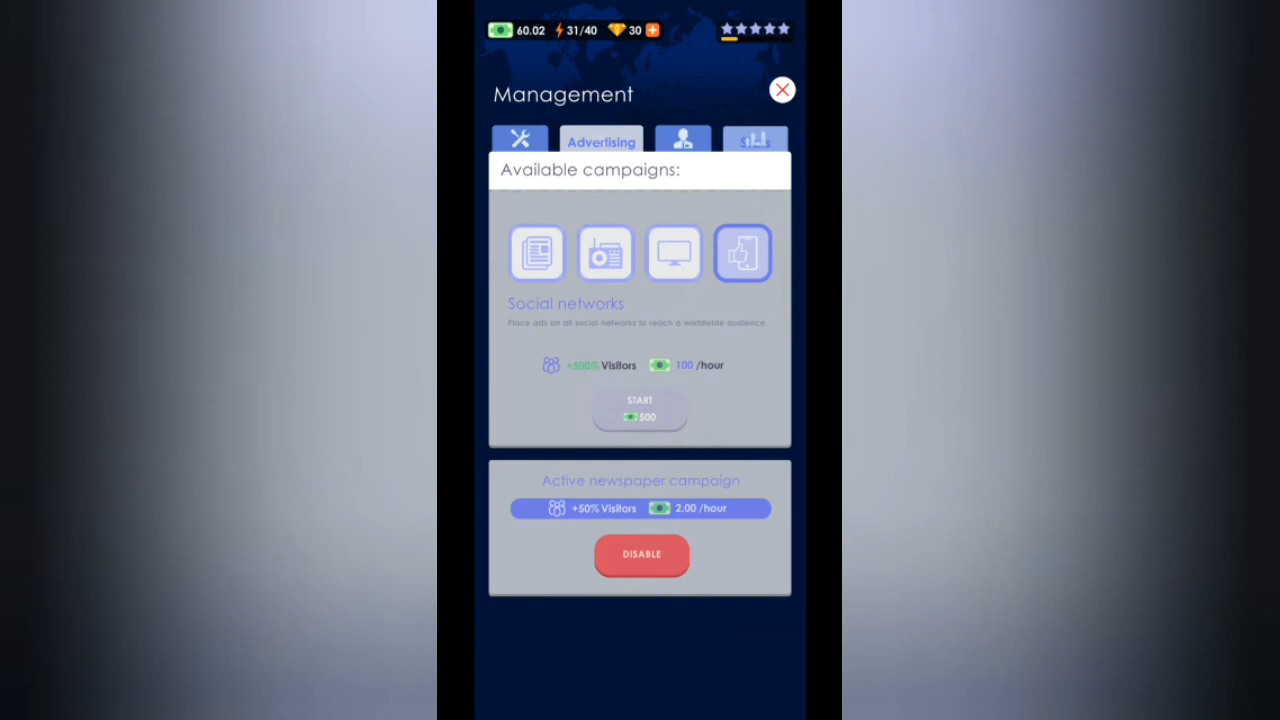 60.02 31/40 30
Management
Advertising
Available campaigns:
Social networks
Place ads on all social networks to reach a worldwide audience.
+500% Visitors 100 /hour
START
500
Active newspaper campaign
+50% Visitors 2.00 /hour
DISABLE